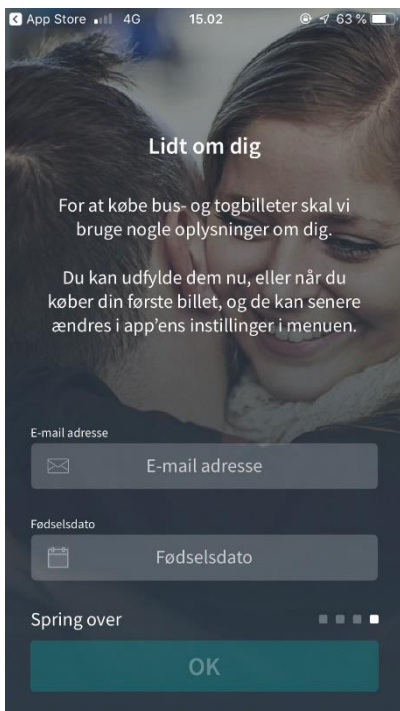 App Store 4G 15.02 63 %
Lidt om dig
For at købe bus- og togbilleter skal vi
bruge nogle oplysninger om dig.
Du kan udfylde dem nu, eller når du
køber din første billet, og de kan senere
ændres i app'ens instillinger i menuen.
E-mail adresse
E-mail adresse
Fødselsdato
Fødselsdato
Spring over
OK